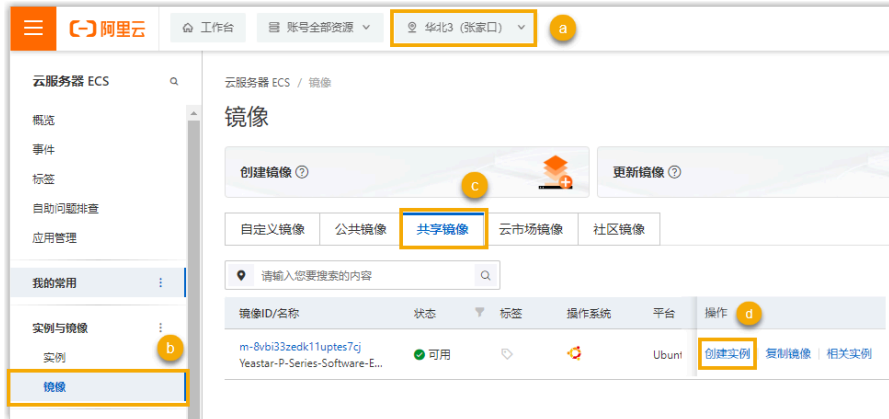 阿里云 工作台 账号全部资源 华北3（张家口） a
云服务器 ECS
概览
事件
标签
自助问题排查
应用管理
我的常用
实例与镜像
b
实例
镜像
云服务器 ECS / 镜像
镜像
创建镜像 ?
更新镜像 ?
c
自定义镜像 公共镜像 共享镜像 云市场镜像 社区镜像
请输入您要搜索的内容
镜像ID/名称 状态 标签 操作系统 平台 操作 d
m-8vbi33zedk11uptes7cj
Yeastar-P-Series-Software-E... 可用 Ubunt 创建实例 复制镜像 相关实例